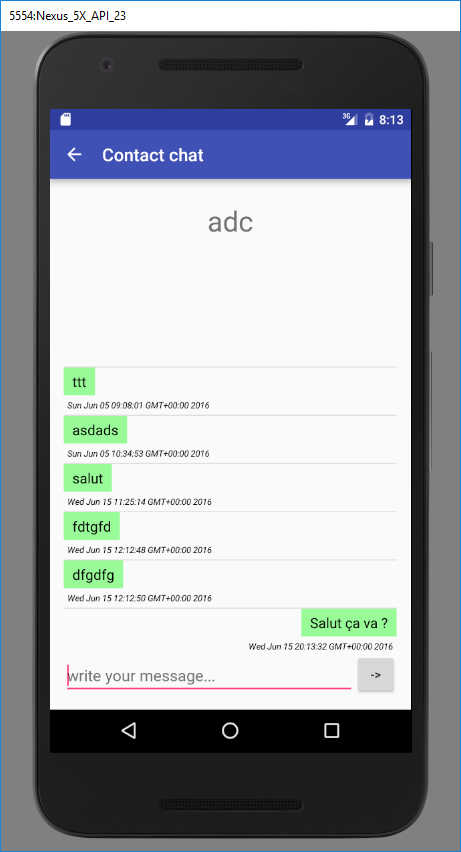 5554:Nexus_5X_API_23
3G 8:13
Contact chat
adc
ttt
Sun Jun 05 09:08:01 GMT+00:00 2016
asdads
Sun Jun 05 10:34:53 GMT+00:00 2016
salut
Wed Jun 15 11:25:14 GMT+00:00 2016
fdtgfd
Wed Jun 15 12:12:48 GMT+00:00 2016
dfgdfg
Wed Jun 15 12:12:50 GMT+00:00 2016
Salut ça va ?
Wed Jun 15 20:13:32 GMT+00:00 2016
write your message...
->